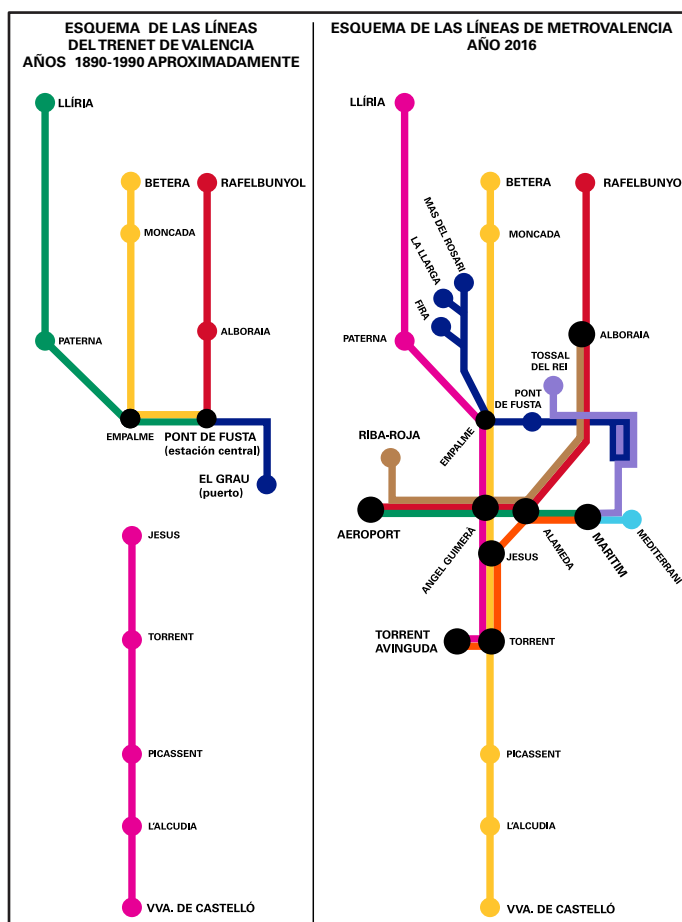 ESQUEMA DE LAS LÍNEAS
DEL TRENET DE VALENCIA
AÑOS 1890-1990 APROXIMADAMENTE
LLÍRIA
BETERA
RAFELBUNYOL
MONCADA
ALBORAIA
PATERNA
EMPALME
PONT DE FUSTA
(estación central)
EL GRAU
(puerto)
JESUS
TORRENT
PICASSENT
L'ALCUDIA
VVA. DE CASTELLÓ
ESQUEMA DE LAS LÍNEAS DE METROVALENCIA
AÑO 2016
LLÍRIA
BETERA
RAFELBUNYOL
MAS DEL ROSARI
LA LLARGA
FIRA
MONCADA
PATERNA
ALBORAIA
TOSSAL
DEL REI
PONT
DE FUSTA
EMPALME
RIBA-ROJA
AEROPORT
ANGEL GUIMERÀ
JESUS
ALAMEDA
MARITIM
MEDITERRANI
TORRENT
AVINGUDA
TORRENT
PICASSENT
L'ALCUDIA
VVA. DE CASTELLÓ